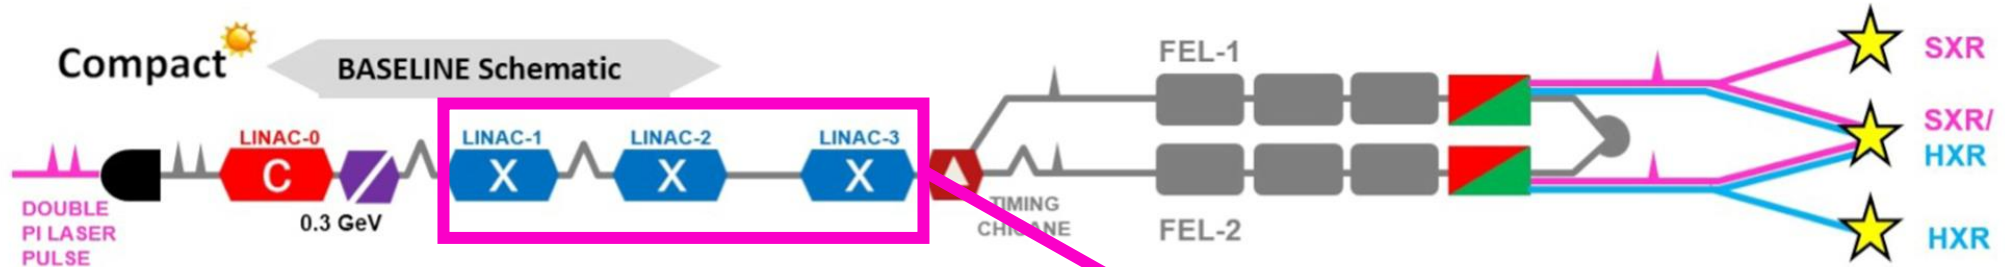 Compact
BASELINE Schematic
FEL-1
SXR
LINAC-0
LINAC-1
LINAC-2
LINAC-3
SXR/
HXR
C
X
X
X
DOUBLE
PI LASER
PULSE
0.3 GeV
TIMING
CHICANE
FEL-2
HXR